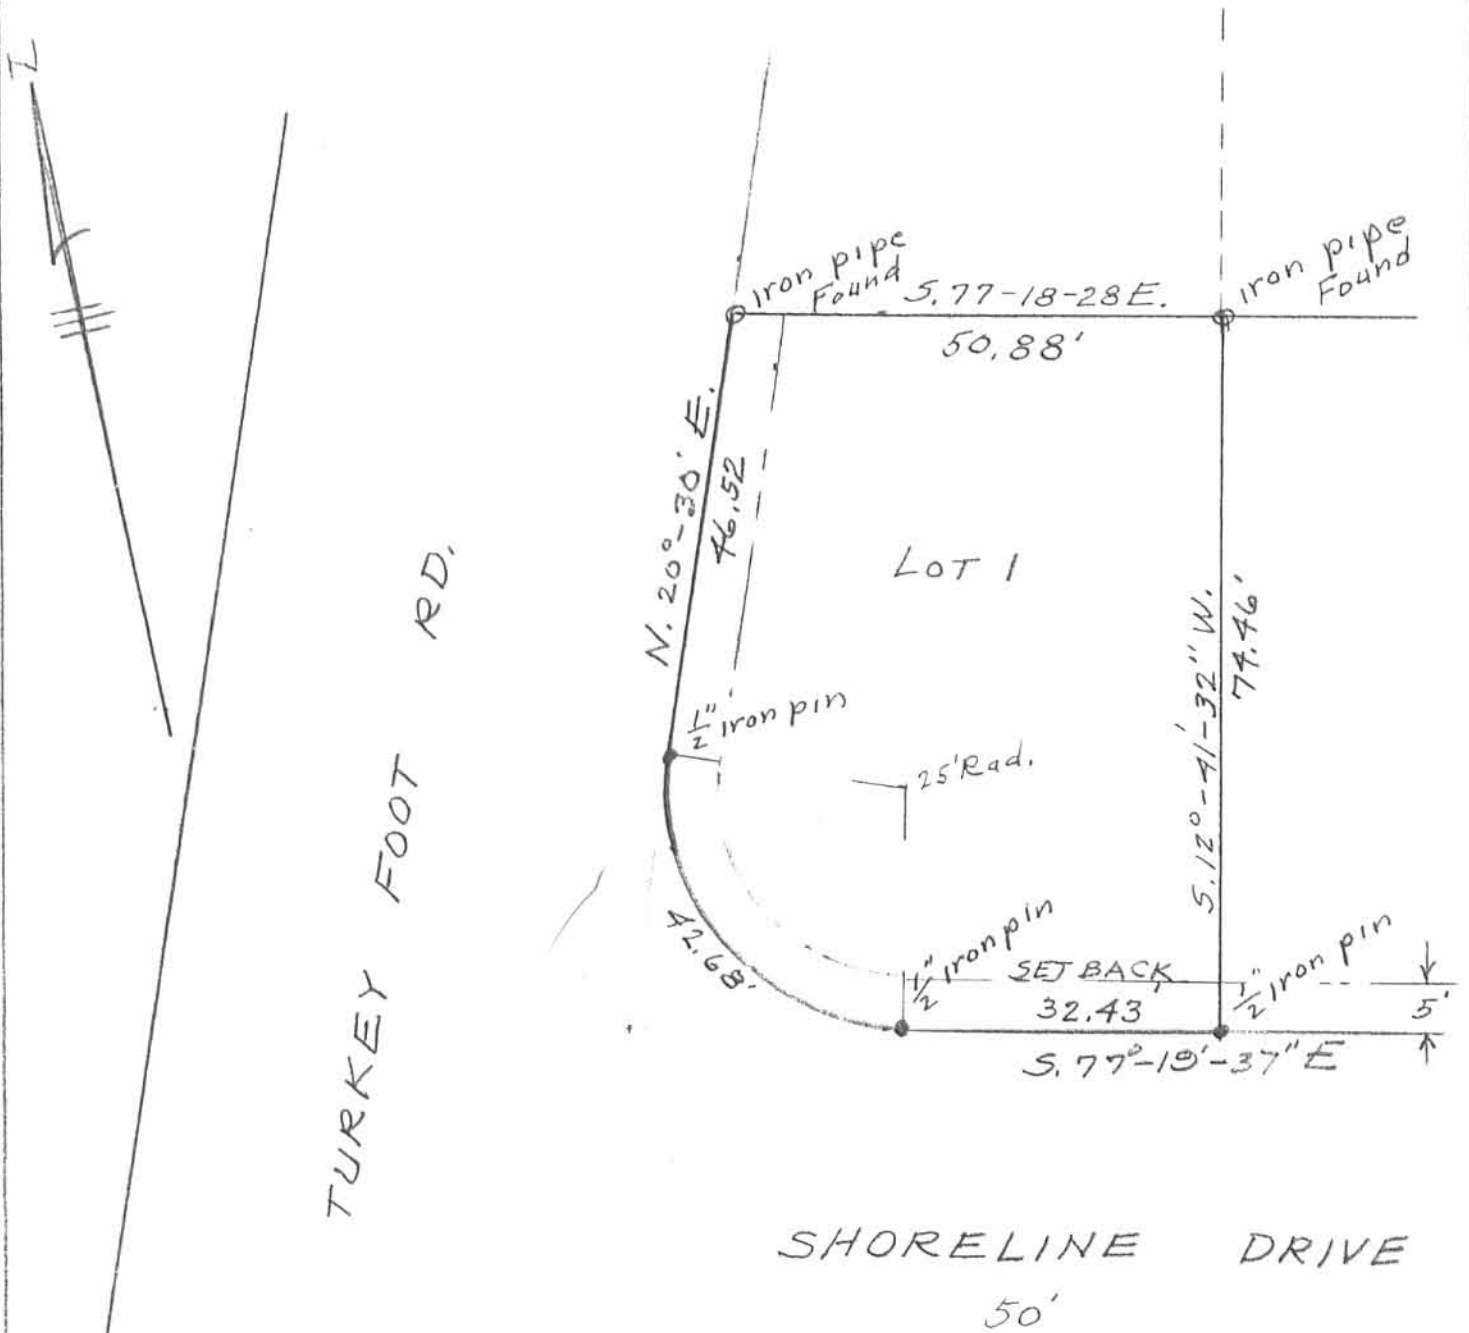 N
Iron pipe
Found
S. 77-18-28 E.
50.88'
Iron pipe
Found
N. 20°-30' E.
46.52'
LOT 1
S. 12°-41'-32" W.
74.46'
TURKEY FOOT RD.
1/2" Iron pin
25' Rad.
42.68'
1/2" Iron pin
SET BACK
32.43'
1/2" Iron pin
5'
S. 77°-19'-37" E
SHORELINE DRIVE
50'